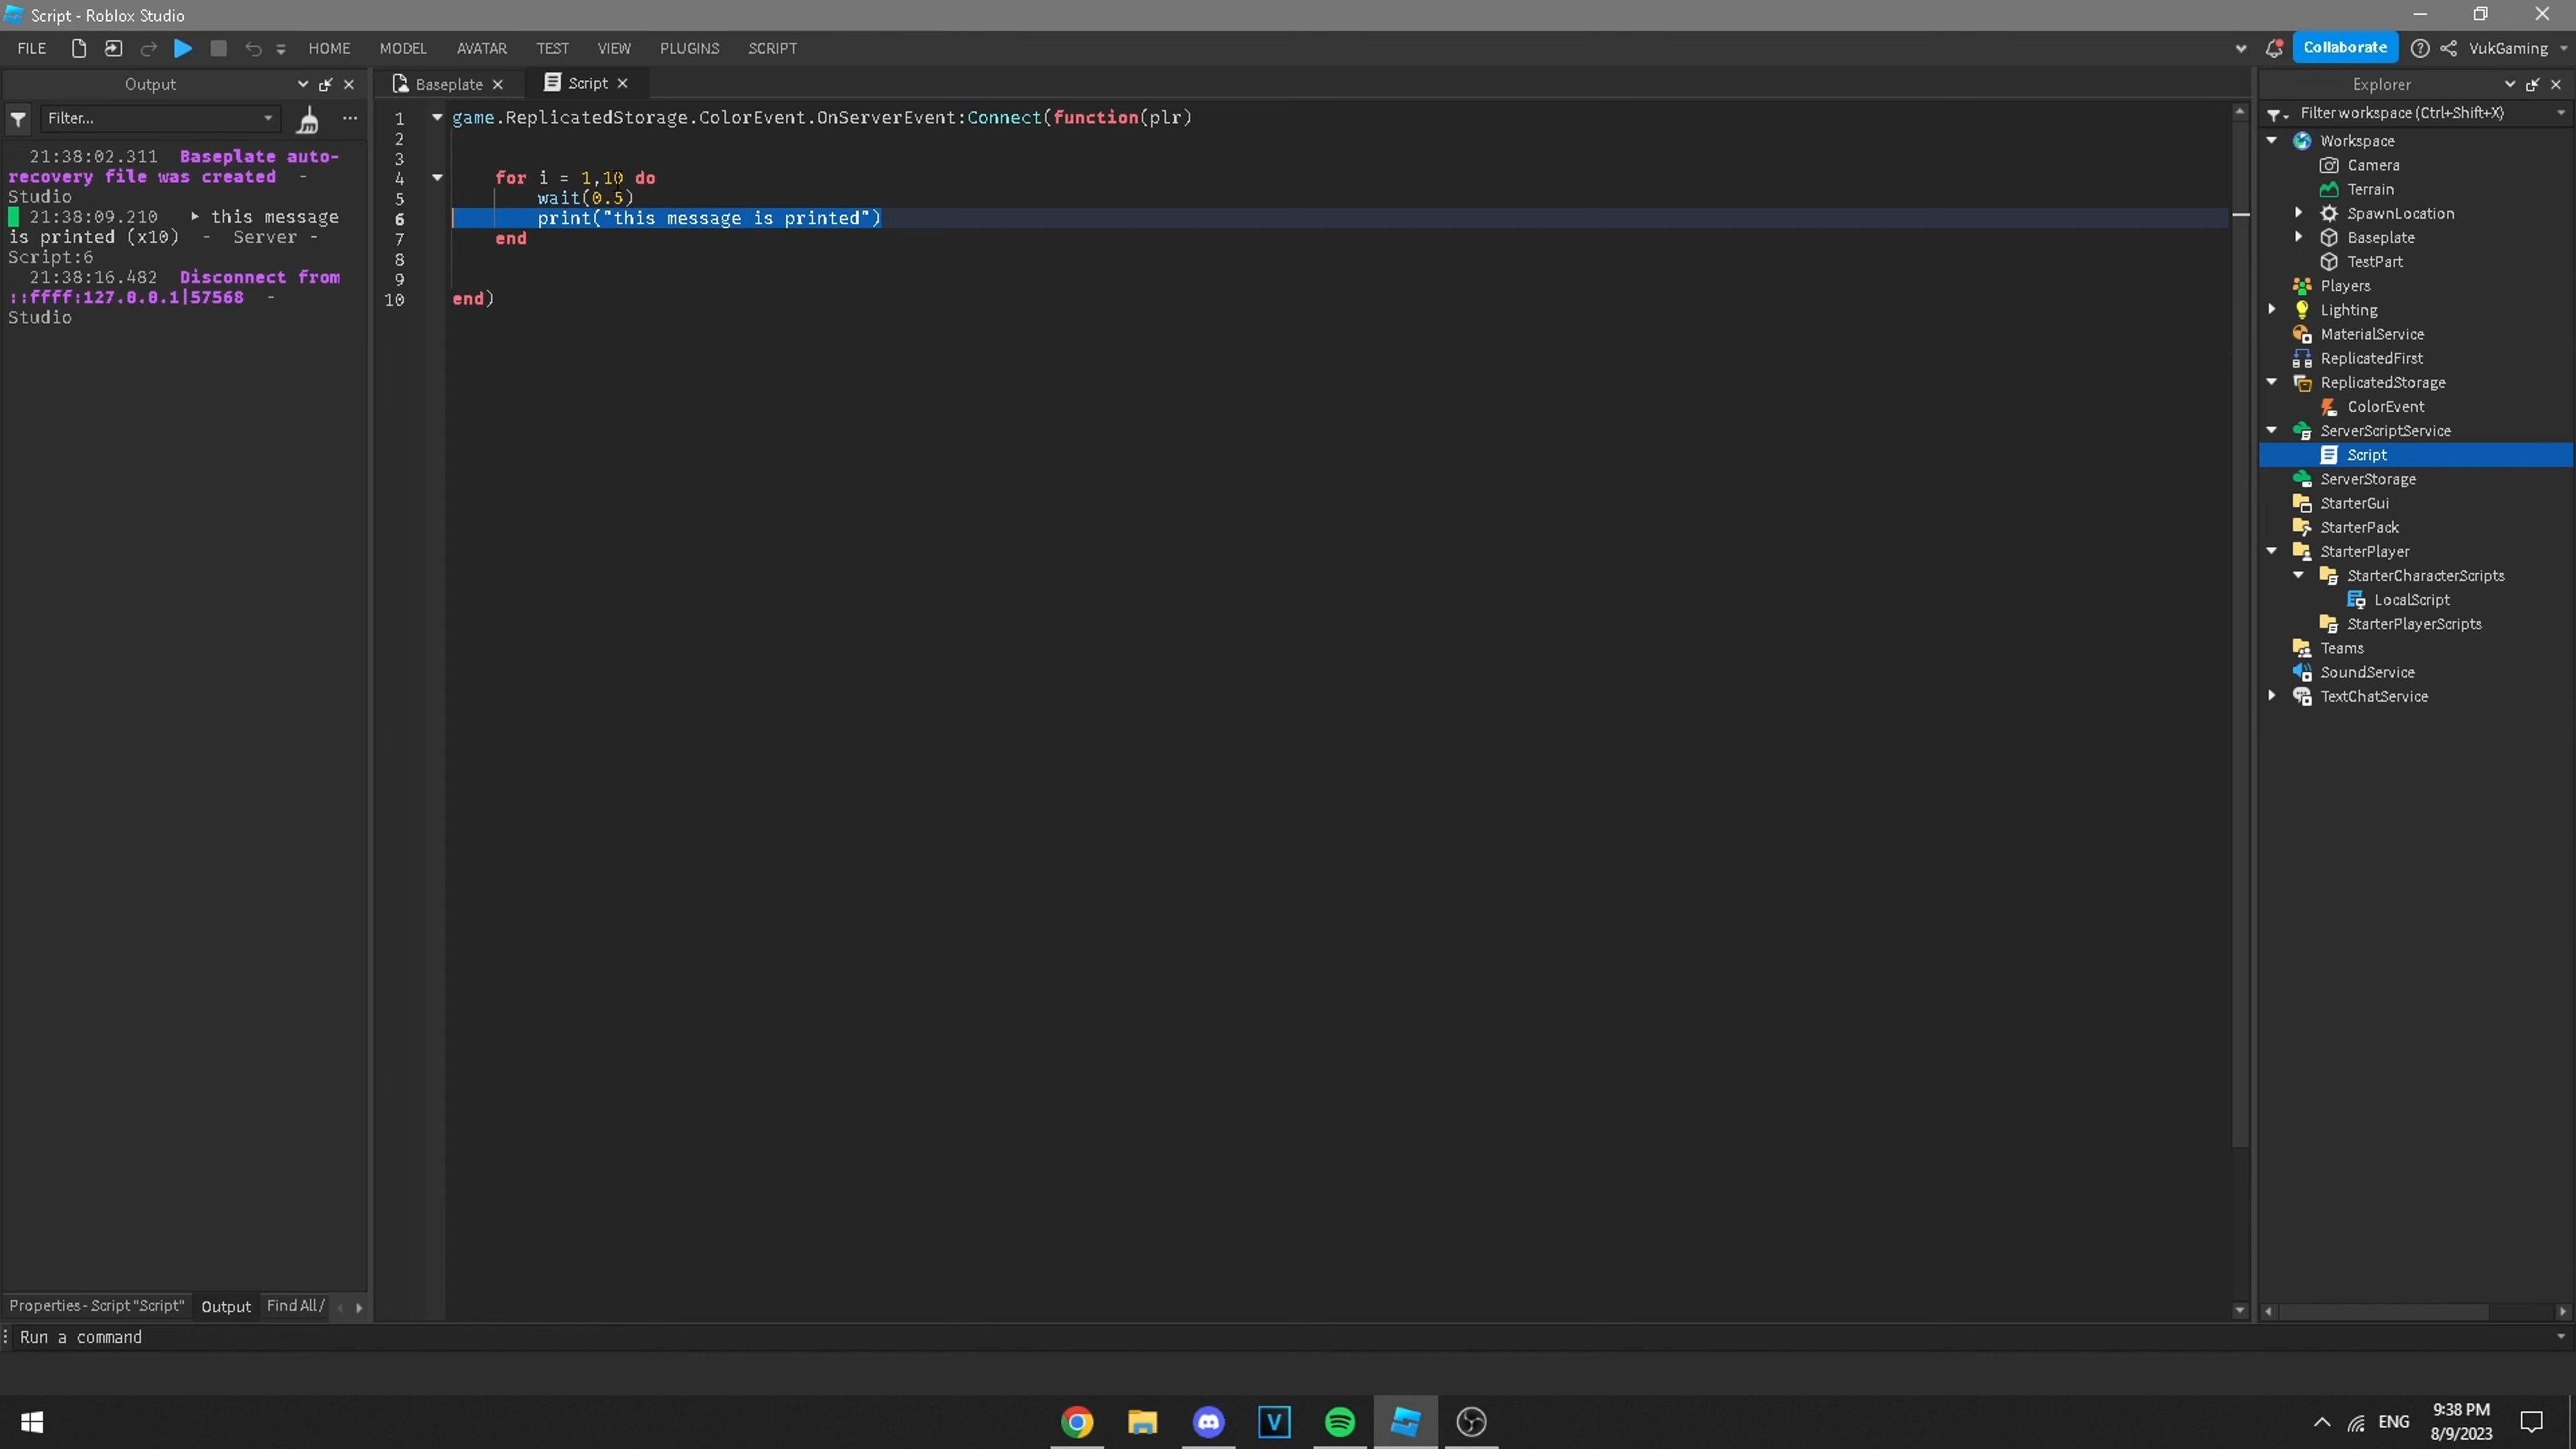 Script - Roblox Studio
FILE HOME MODEL AVATAR TEST VIEW PLUGINS SCRIPT Collaborate VukGaming
Output
Filter...
21:38:02.311 Baseplate auto-
recovery file was created -
Studio
21:38:09.210 this message
is printed (x10) - Server -
Script:6
21:38:16.482 Disconnect from
::ffff:127.0.0.1|57568 -
Studio
Properties - Script "Script" Output Find All /
Baseplate Script
1 game.ReplicatedStorage.ColorEvent.OnServerEvent:Connect(function(plr)
2
3
4 for i = 1,10 do
5 wait(0.5)
6 print("this message is printed")
7 end
8
9
10 end)
Explorer
Filter workspace (Ctrl+Shift+X)
Workspace
Camera
Terrain
SpawnLocation
Baseplate
TestPart
Players
Lighting
MaterialService
ReplicatedFirst
ReplicatedStorage
ColorEvent
ServerScriptService
Script
ServerStorage
StarterGui
StarterPack
StarterPlayer
StarterCharacterScripts
LocalScript
StarterPlayerScripts
Teams
SoundService
TextChatService
Run a command
V
ENG
9:38 PM
8/9/2023